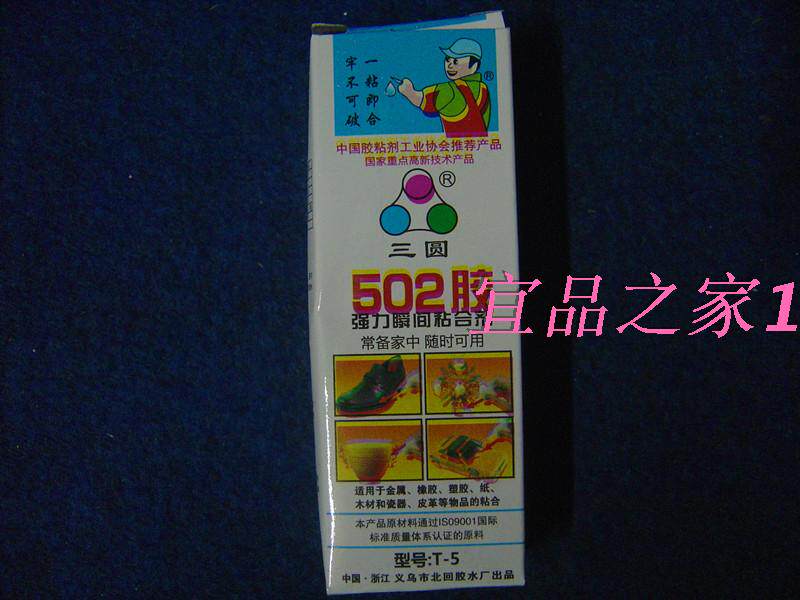 一粘即合
牢不可破
®
中国胶粘剂工业协会推荐产品
国家重点高新技术产品
®
三圆
502胶
强力瞬间粘合剂
宜品之家1
常备家中 随时可用
适用于金属、橡胶、塑胶、纸、
木材和瓷器、皮革等物品的粘合
本产品原材料通过ISO9001国际
标准质量体系认证的原料
型号:T-5
中国·浙江 义乌市北回胶水厂出品